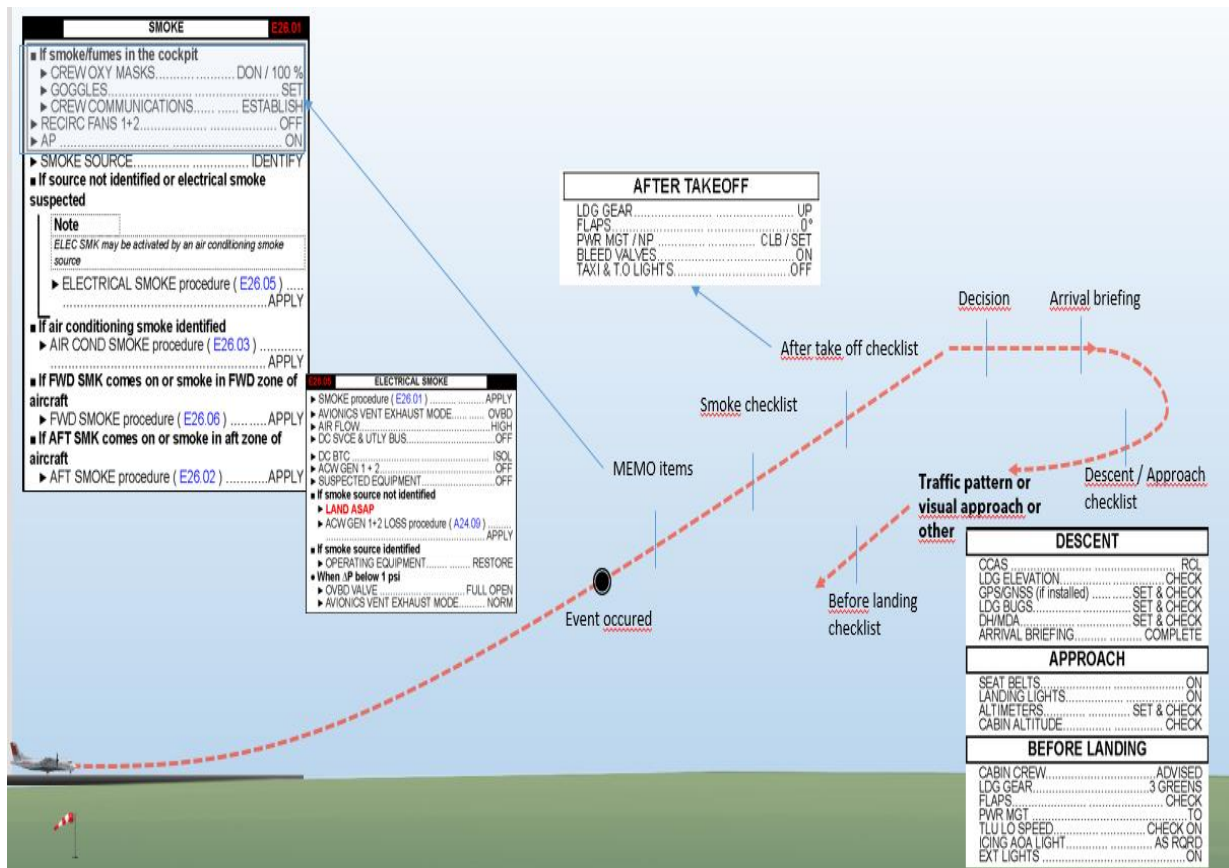 SMOKE E26.01
■ If smoke/fumes in the cockpit
▶ CREW OXY MASKS.................... DON / 100 %
▶ GOGGLES.................... SET
▶ CREW COMMUNICATIONS...... ...... ESTABLISH
▶ RECIRC FANS 1+2.................... OFF
▶ AP .................... ON
▶ SMOKE SOURCE.................... IDENTIFY
■ If source not identified or electrical smoke
suspected
Note
ELEC SMK may be activated by an air conditioning smoke
source
▶ ELECTRICAL SMOKE procedure ( E26.05 ) .....
.................... APPLY
■ If air conditioning smoke identified
▶ AIR COND SMOKE procedure ( E26.03 ) ............
.................... APPLY
■ If FWD SMK comes on or smoke in FWD zone of
aircraft
▶ FWD SMOKE procedure ( E26.06 ) ...... ..... APPLY
■ If AFT SMK comes on or smoke in aft zone of
aircraft
▶ AFT SMOKE procedure ( E26.02 ) ............APPLY
E26.05 ELECTRICAL SMOKE
▶ SMOKE procedure ( E26.01 ) .......... .......... APPLY
▶ AVIONICS VENT EXHAUST MODE...... ...... OVBD
▶ AIR FLOW.................... HIGH
▶ DC SVCE & UTLY BUS.................... OFF
▶ DC BTC .................... ISOL
▶ ACW GEN 1 + 2.................... OFF
▶ SUSPECTED EQUIPMENT.................... OFF
■ If smoke source not identified
▶ LAND ASAP
▶ ACW GEN 1+2 LOSS procedure ( A24.09 ) ..........
.................... APPLY
■ If smoke source identified
▶ OPERATING EQUIPMENT........ ........ RESTORE
● When ΔP below 1 psi
▶ OVBD VALVE .................... FULL OPEN
▶ AVIONICS VENT EXHAUST MODE......... NORM
AFTER TAKEOFF
LDG GEAR.................... UP
FLAPS.................... 0°
PWR MGT / NP .................... CLB / SET
BLEED VALVES.................... ON
TAXI & T.O LIGHTS.................... OFF
Decision
Arrival briefing
After take off checklist
Smoke checklist
MEMO items
Event occured
Traffic pattern or
visual approach or
other
Descent / Approach
checklist
Before landing
checklist
DESCENT
CCAS .................... RCL
LDG ELEVATION.................... CHECK
GPS/GNSS (if installed) ...... ......SET & CHECK
LDG BUGS.................... SET & CHECK
DH/MDA.................... SET & CHECK
ARRIVAL BRIEFING.......... .......... COMPLETE
APPROACH
SEAT BELTS.................... ON
LANDING LIGHTS.................... ON
ALTIMETERS.................... SET & CHECK
CABIN ALTITUDE.................... CHECK
BEFORE LANDING
CABIN CREW.................... ADVISED
LDG GEAR....................3 GREENS
FLAPS.................... CHECK
PWR MGT .................... TO
TLU LO SPEED.................... CHECK ON
ICING AOA LIGHT.................... AS RQRD
EXT LIGHTS .................... ON